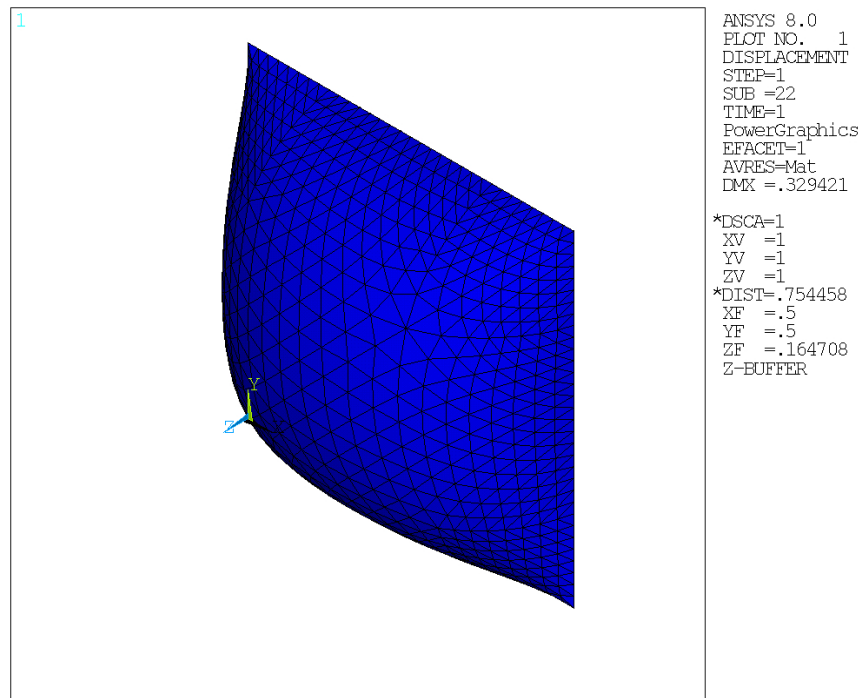 1
ANSYS 8.0
PLOT NO.   1
DISPLACEMENT
STEP=1
SUB =22
TIME=1
PowerGraphics
EFACET=1
AVRES=Mat
DMX =.329421
*DSCA=1
XV  =1
YV  =1
ZV  =1
*DIST=.754458
XF  =.5
YF  =.5
ZF  =.164708
Z-BUFFER
Y
Z